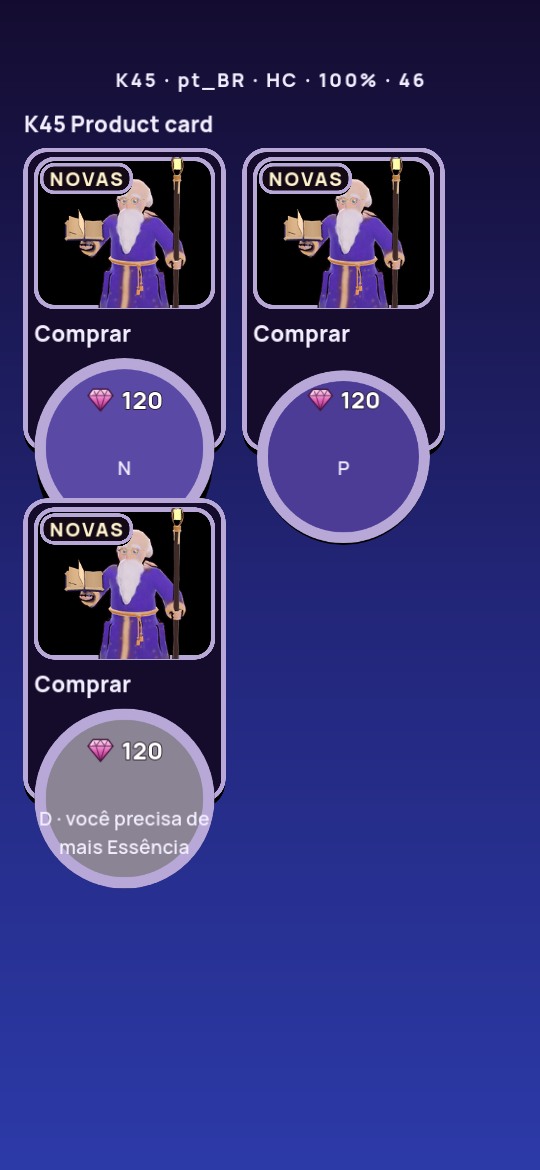 K45 · pt_BR · HC · 100% · 46
K45 Product card
NOVAS
Comprar
120
N
NOVAS
Comprar
120
P
NOVAS
Comprar
120
D · você precisa de
mais Essência